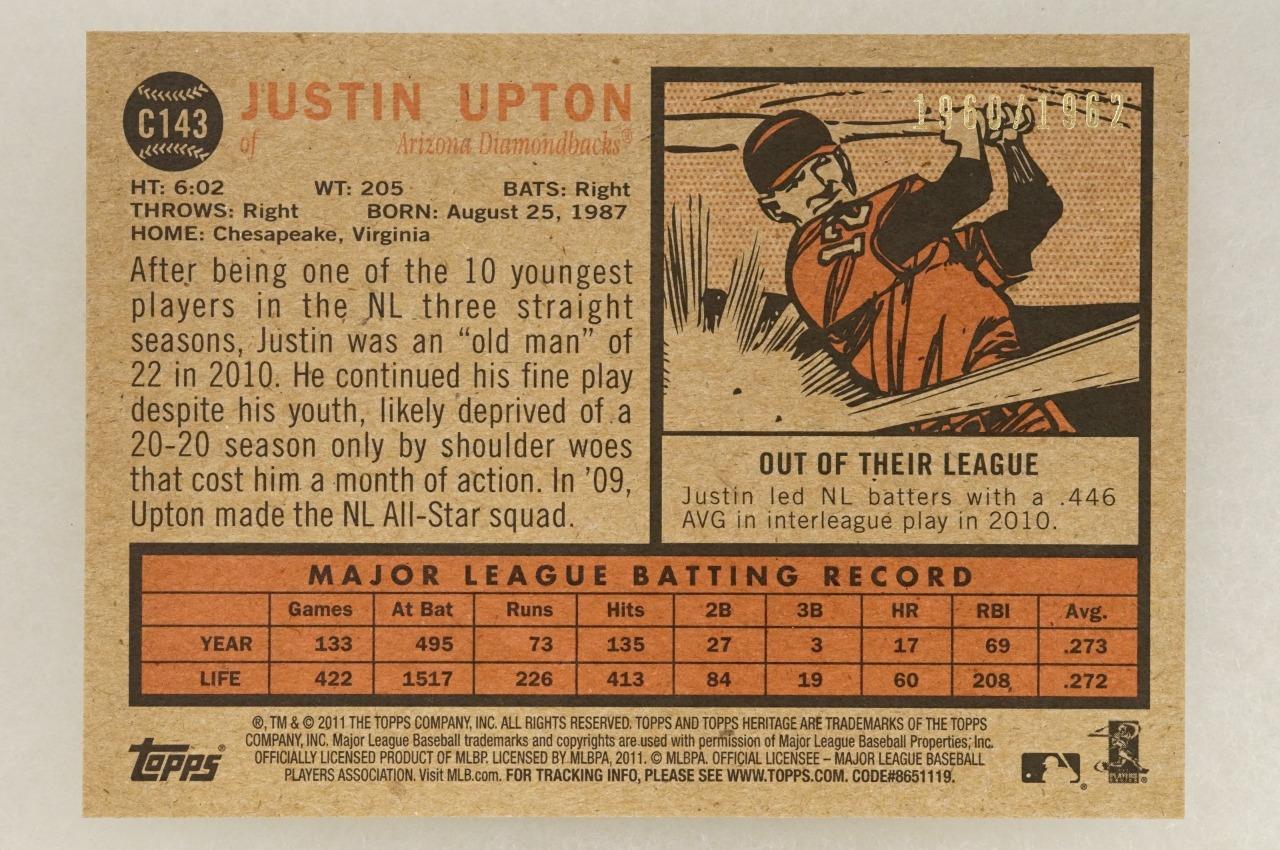 C143
JUSTIN UPTON
of Arizona Diamondbacks®
HT: 6:02 WT: 205 BATS: Right
THROWS: Right BORN: August 25, 1987
HOME: Chesapeake, Virginia
After being one of the 10 youngest
players in the NL three straight
seasons, Justin was an “old man” of
22 in 2010. He continued his fine play
despite his youth, likely deprived of a
20-20 season only by shoulder woes
that cost him a month of action. In ’09,
Upton made the NL All-Star squad.
1960/1962
OUT OF THEIR LEAGUE
Justin led NL batters with a .446
AVG in interleague play in 2010.
MAJOR LEAGUE BATTING RECORD
Games At Bat Runs Hits 2B 3B HR RBI Avg.
YEAR 133 495 73 135 27 3 17 69 .273
LIFE 422 1517 226 413 84 19 60 208 .272
®, TM & © 2011 THE TOPPS COMPANY, INC. ALL RIGHTS RESERVED. TOPPS AND TOPPS HERITAGE ARE TRADEMARKS OF THE TOPPS
COMPANY, INC. Major League Baseball trademarks and copyrights are used with permission of Major League Baseball Properties, Inc.
OFFICIALLY LICENSED PRODUCT OF MLBP. LICENSED BY MLBPA, 2011. © MLBPA. OFFICIAL LICENSEE – MAJOR LEAGUE BASEBALL
PLAYERS ASSOCIATION. Visit MLB.com. FOR TRACKING INFO, PLEASE SEE WWW.TOPPS.COM. CODE#8651119.
topps®